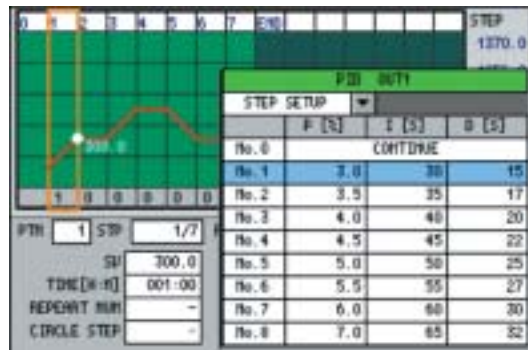 0 1 2 3 4 5 6 7 END
STEP
1370.0
300.0
1 0 0 0 0 0
PTN 1 STP 1/7
SV 300.0
TIME[H:M] 001:00
REPEART NUM -
CIRCLE STEP -
PID OUT1
STEP SETUP
P [%] I [S] D [S]
No.0 CONTINUE
No.1 3.0 30 15
No.2 3.5 35 17
No.3 4.0 40 20
No.4 4.5 45 22
No.5 5.0 50 25
No.6 5.5 55 27
No.7 6.0 60 30
No.8 7.0 65 32